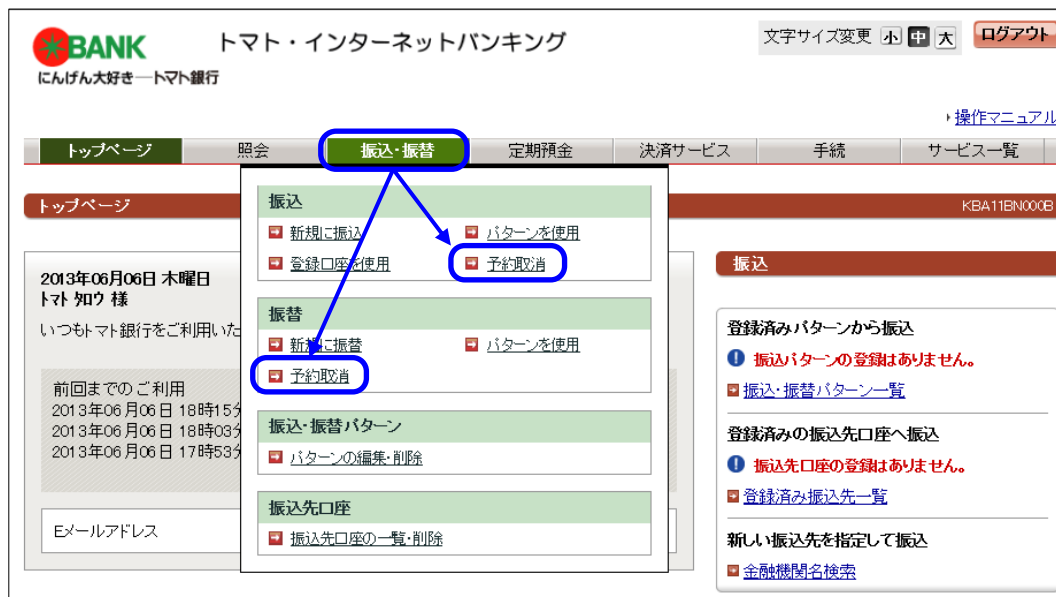 BANK
トマト・インターネットバンキング
文字サイズ変更 小 中 大 ログアウト
にんげん大好き―トマト銀行
操作マニュアル
トップページ 照会 振込・振替 定期預金 決済サービス 手続 サービス一覧
トップページ KBA11BN000B
振込
新規に振込 パターンを使用
登録口座を使用 予約取消
振替
新規に振替 パターンを使用
予約取消
振込・振替パターン
パターンの編集・削除
振込先口座
振込先口座の一覧・削除
2013年06月06日 木曜日
トマト タロウ 様
いつもトマト銀行をご利用いた
前回までのご利用
2013年06月06日 18時15分
2013年06月06日 18時03分
2013年06月06日 17時53分
Eメールアドレス
振込
登録済みパターンから振込
振込パターンの登録はありません。
振込・振替パターン一覧
登録済みの振込先口座へ振込
振込先口座の登録はありません。
登録済み振込先一覧
新しい振込先を指定して振込
金融機関名検索